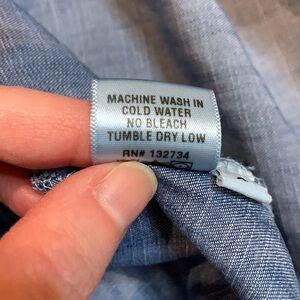 MACHINE WASH IN
COLD WATER
NO BLEACH
TUMBLE DRY LOW
RN# 132734